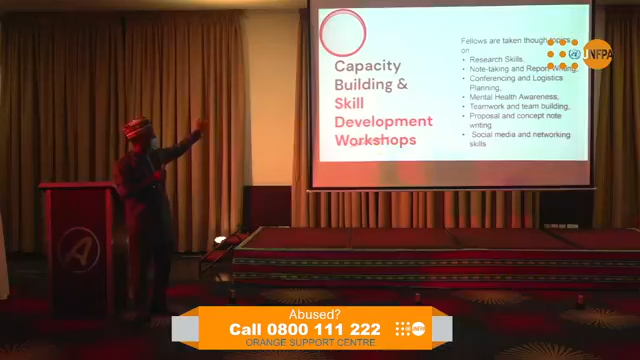 Capacity
Building &
Skill
Development
Workshops
Fellows are taken though topics
on
• Research Skills,
• Note-taking and Report Writing,
• Conferencing and Logistics
Planning,
• Mental Health Awareness,
• Teamwork and team building,
• Proposal and concept note
writing
• Social media and networking
skills
UNFPA
A
Abused?
Call 0800 111 222
ORANGE SUPPORT CENTRE